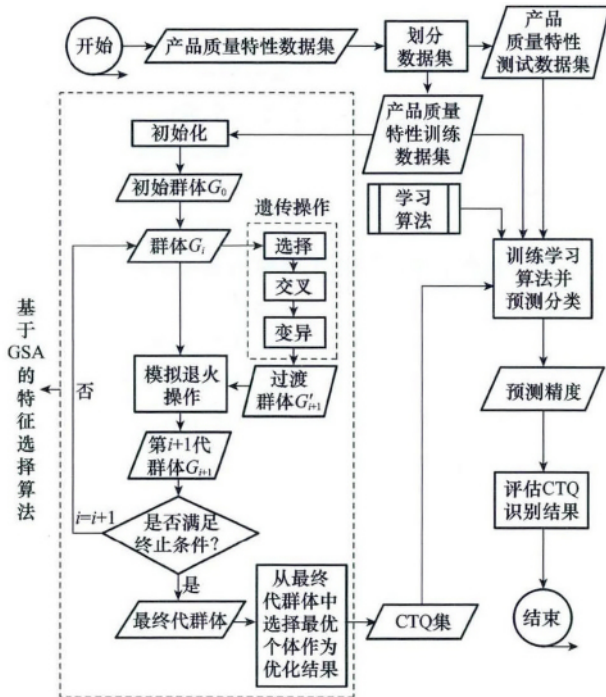 开始
产品质量特性数据集
划分
数据集
产品
质量特性
测试数据集
产品质量
特性训练
数据集
初始化
初始群体G₀
学习
算法
遗传操作
群体Gᵢ
选择
交叉
变异
训练学习
算法并
预测分类
基
于
GSA
的
特
征
选
择
算
法
否
模拟退火
操作
过渡
群体G′ᵢ₊₁
预测精度
第i+1代
群体Gᵢ₊₁
评估CTQ
识别结果
i=i+1
是否满足
终止条件？
是
从最终
代群体中
选择最优
个体作为
优化结果
最终代群体
CTQ集
结束